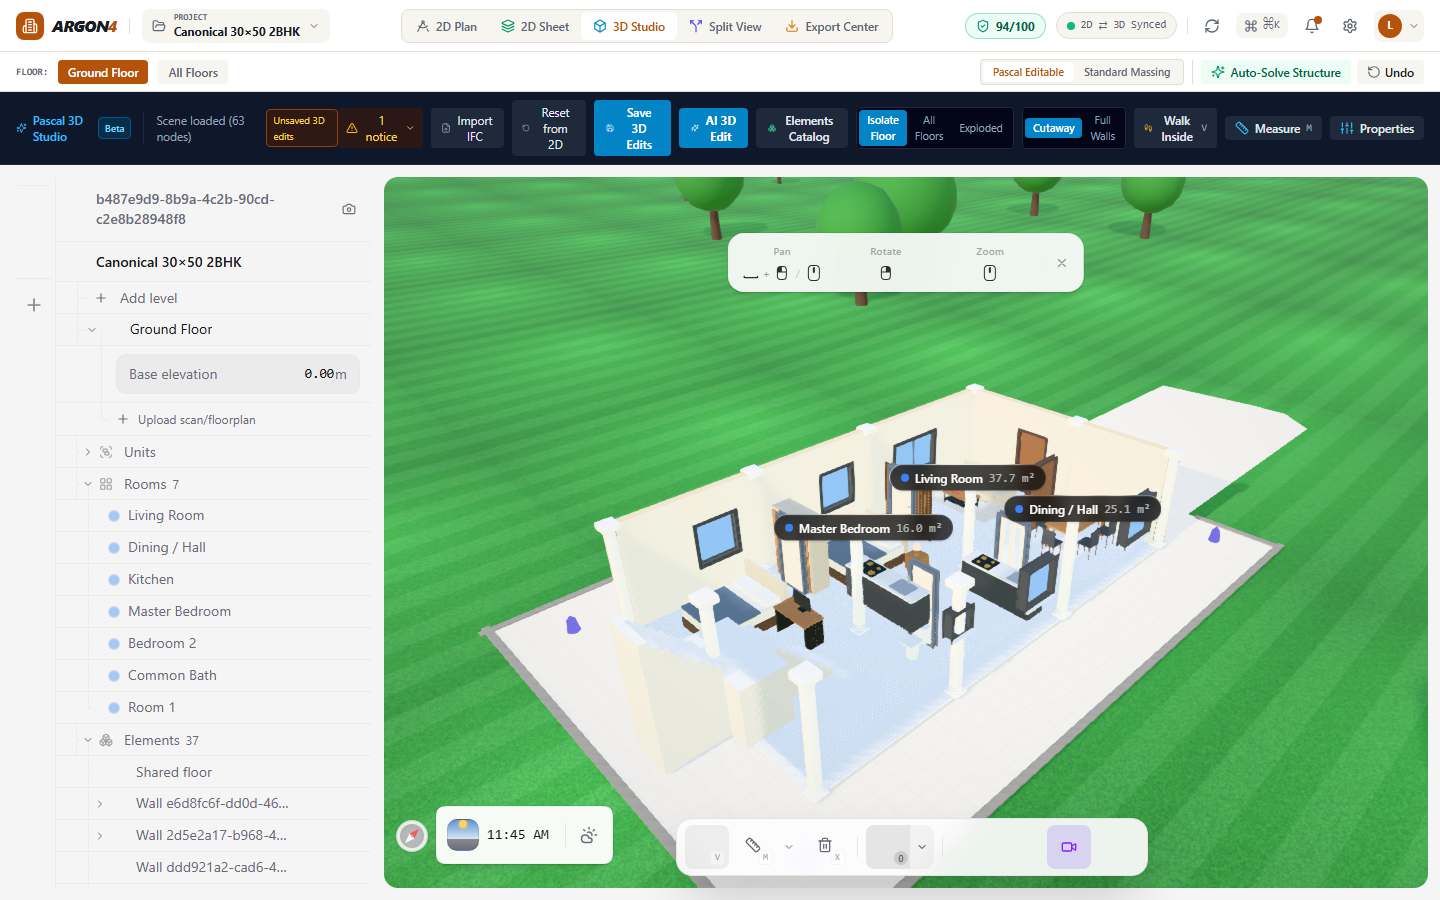 ARGON4
PROJECT
Canonical 30×50 2BHK
2D Plan
2D Sheet
3D Studio
Split View
Export Center
94/100
2D ⇄ 3D Synced
⌘K
L
FLOOR:
Ground Floor
All Floors
Pascal Editable
Standard Massing
Auto-Solve Structure
Undo
Pascal 3D
Studio
Beta
Scene loaded (63
nodes)
Unsaved 3D
edits
1
notice
Import
IFC
Reset
from
2D
Save
3D
Edits
AI 3D
Edit
Elements
Catalog
Isolate
Floor
All
Floors
Exploded
Cutaway
Full
Walls
Walk
Inside
V
Measure M
Properties
b487e9d9-8b9a-4c2b-90cd-
c2e8b28948f8
Canonical 30×50 2BHK
Add level
Ground Floor
Base elevation 0.00m
Upload scan/floorplan
Units
Rooms 7
Living Room
Dining / Hall
Kitchen
Master Bedroom
Bedroom 2
Common Bath
Room 1
Elements 37
Shared floor
Wall e6d8fc6f-dd0d-46...
Wall 2d5e2a17-b968-4...
Wall ddd921a2-cad6-4...
Pan
Rotate
Zoom
+
/
Living Room 37.7 m²
Dining / Hall 25.1 m²
Master Bedroom 16.0 m²
11:45 AM
V
M
X
0